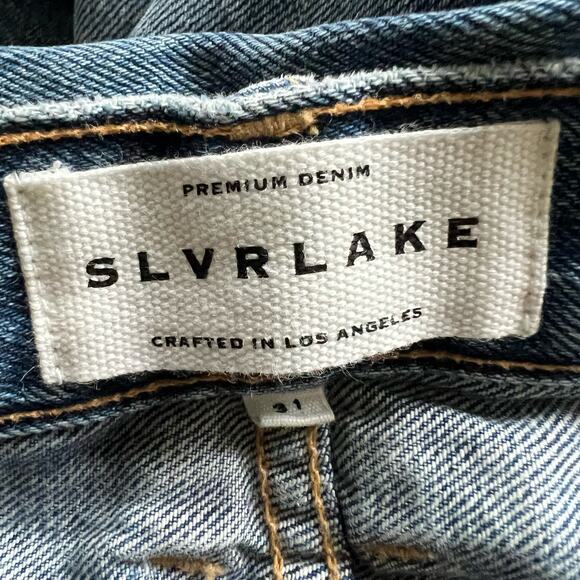 PREMIUM DENIM
SLVRLAKE
CRAFTED IN LOS ANGELES
31